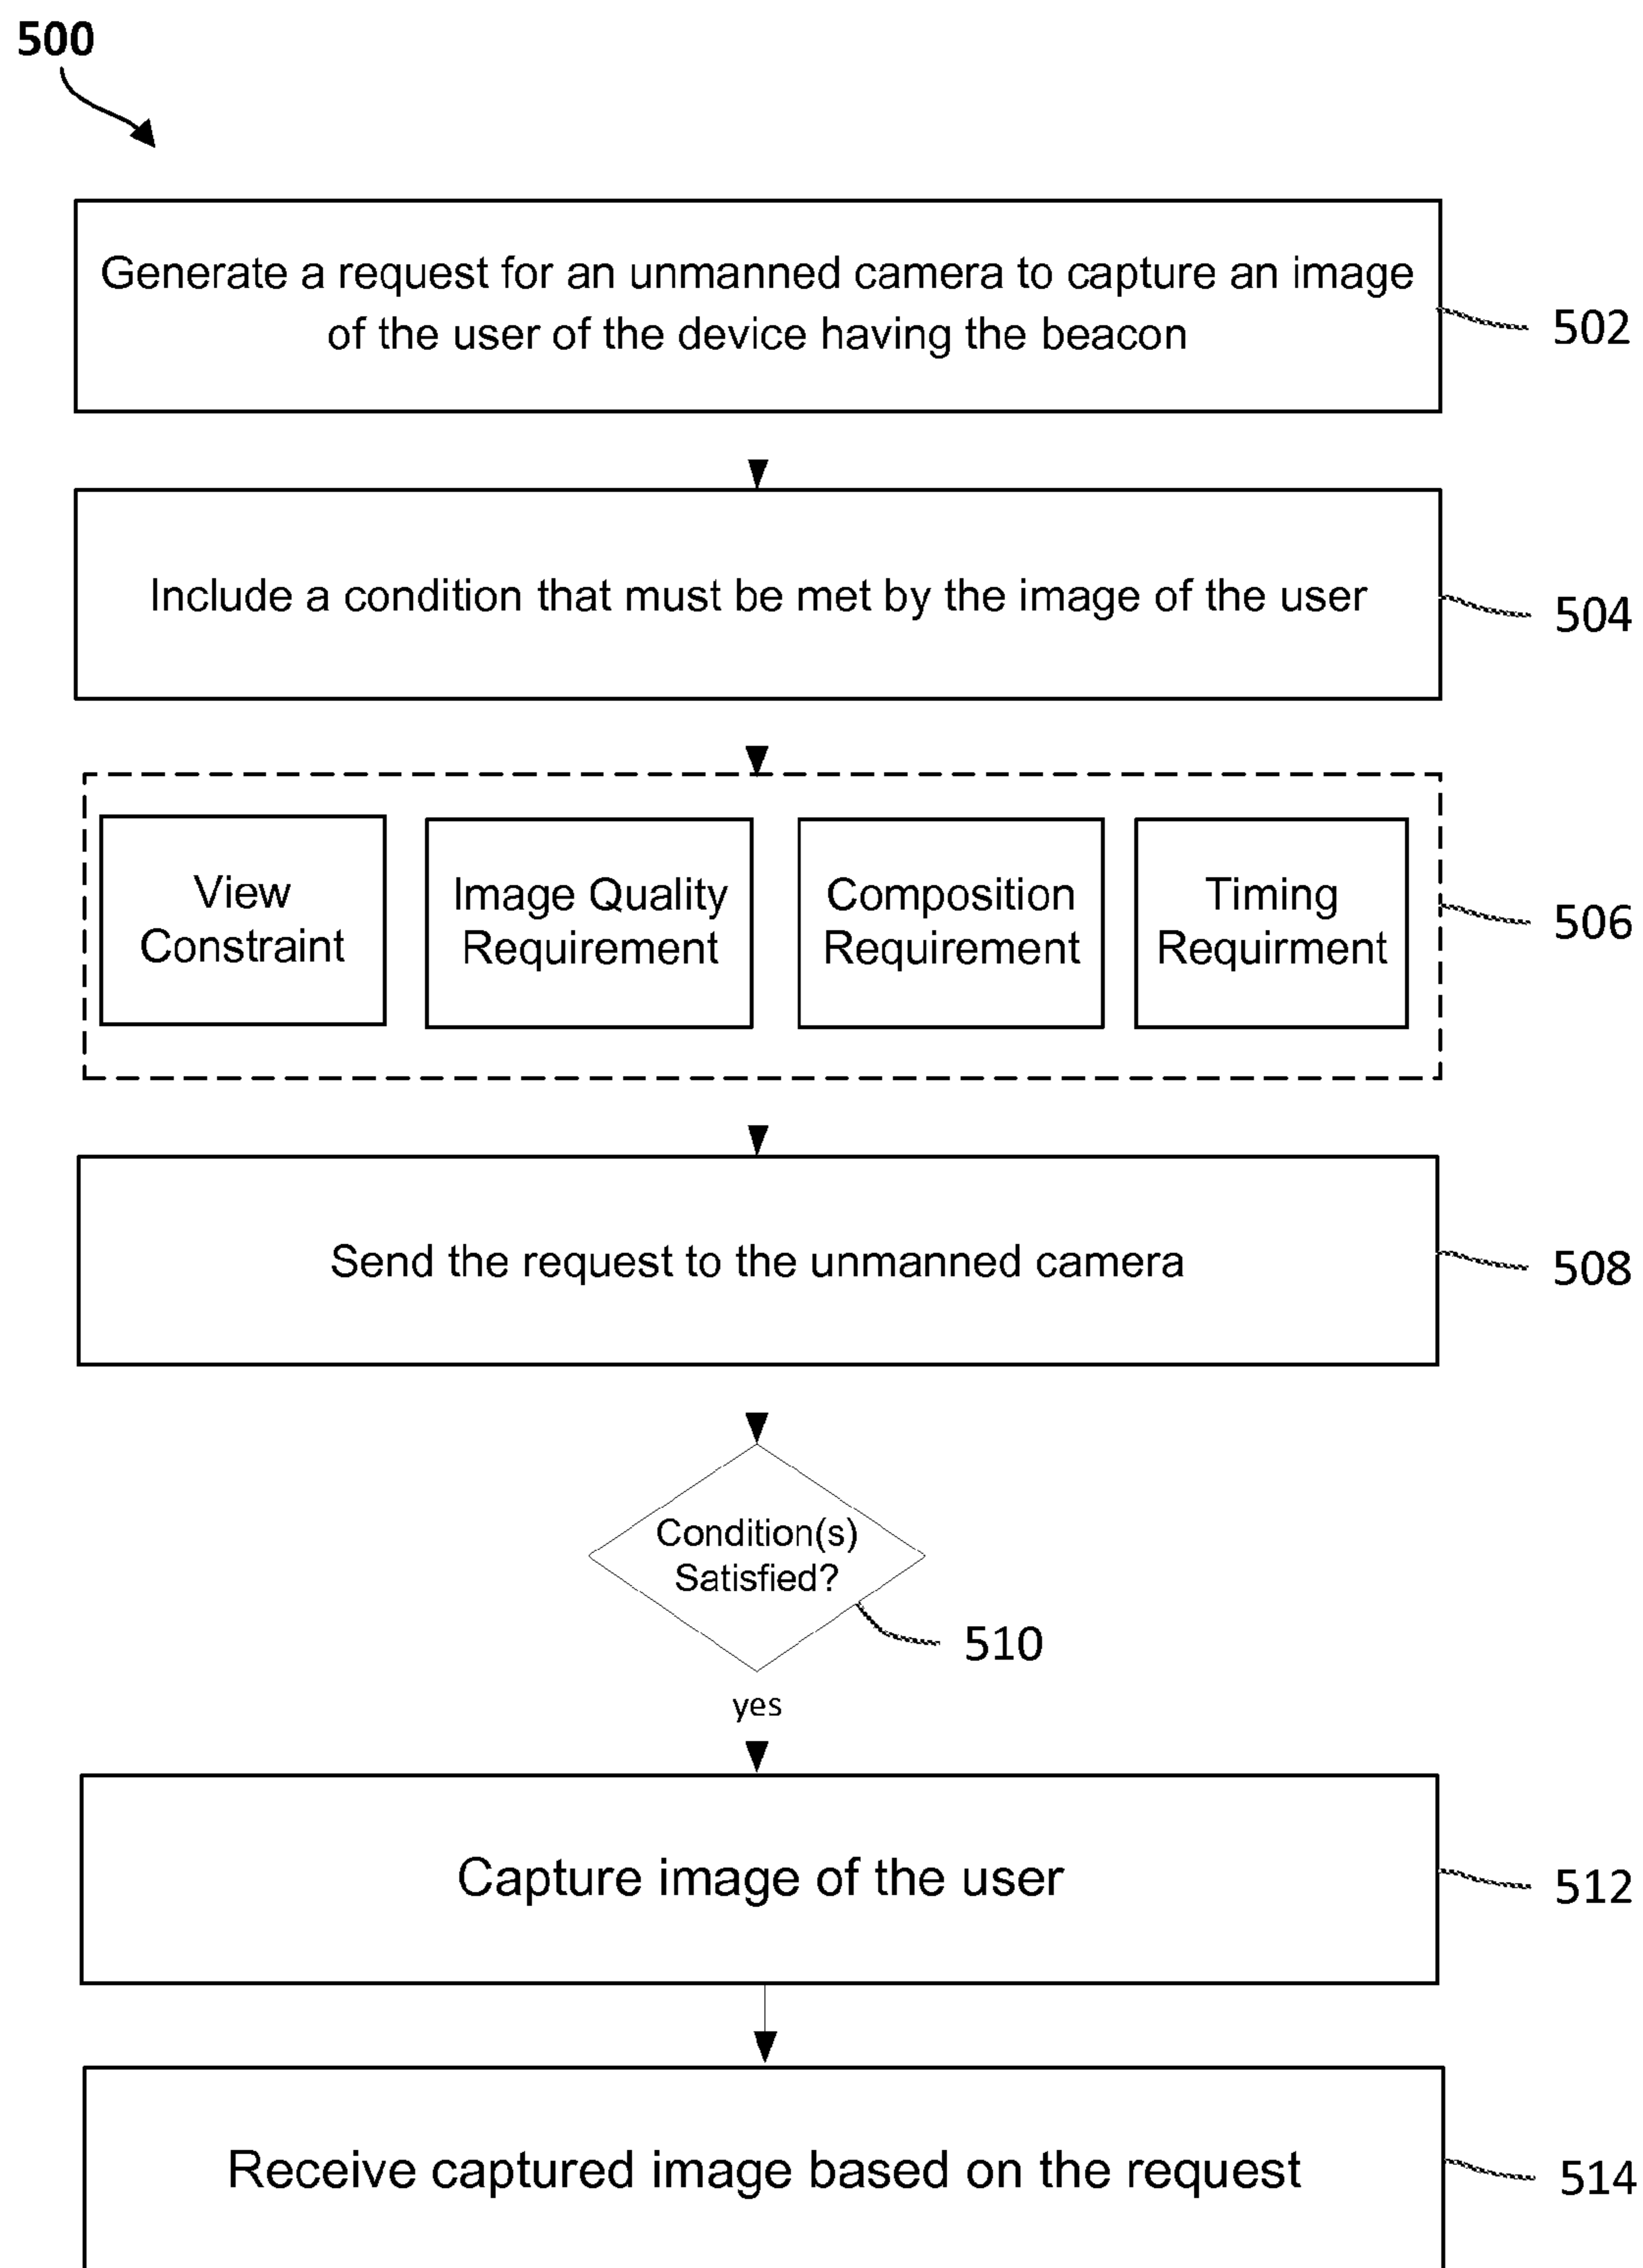 500
Generate a request for an unmanned camera to capture an image
of the user of the device having the beacon
502
Include a condition that must be met by the image of the user
504
View
Constraint
Image Quality
Requirement
Composition
Requirement
Timing
Requirment
506
Send the request to the unmanned camera
508
Condition(s)
Satisfied?
510
yes
Capture image of the user
512
Receive captured image based on the request
514